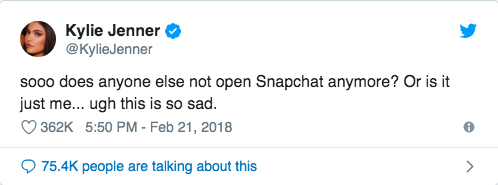 Kylie Jenner
@KylieJenner
sooo does anyone else not open Snapchat anymore? Or is it
just me... ugh this is so sad.
362K 5:50 PM - Feb 21, 2018
75.4K people are talking about this